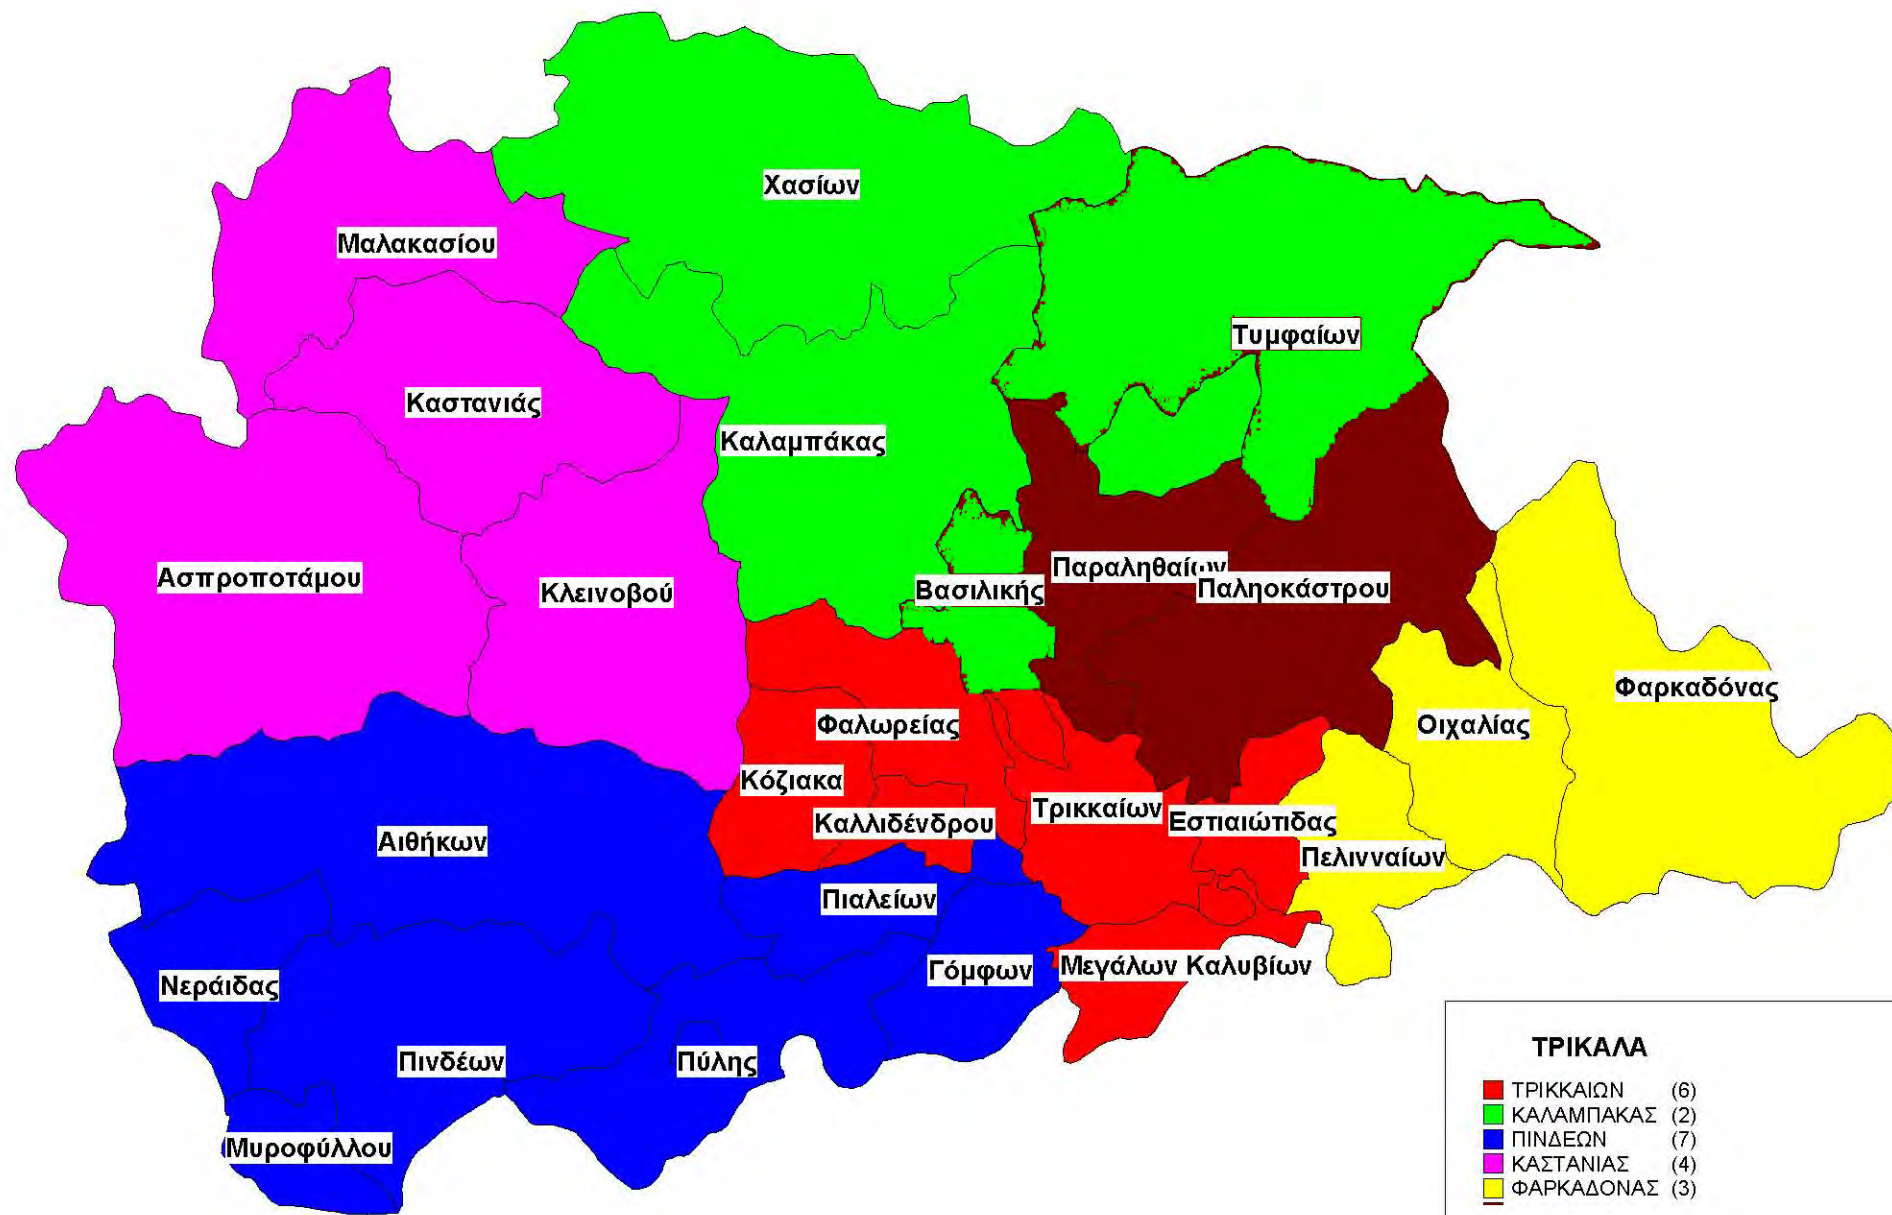 Χασίων
Μαλακασίου
Τυμφαίων
Καστανιάς
Καλαμπάκας
Παραληθαίων
Ασπροποτάμου
Κλεινοβού
Βασιλικής
Παληοκάστρου
Φαρκαδόνας
Φαλωρείας
Οιχαλίας
Κόζιακα
Τρικκαίων
Καλλιδένδρου
Εστιαιώτιδας
Αιθήκων
Πελινναίων
Πιαλείων
Γόμφων
Μεγάλων Καλυβίων
Νεράιδας
Πινδέων
Πύλης
Μυροφύλλου
ΤΡΙΚΑΛΑ
ΤΡΙΚΚΑΙΩΝ (6)
ΚΑΛΑΜΠΑΚΑΣ (2)
ΠΙΝΔΕΩΝ (7)
ΚΑΣΤΑΝΙΑΣ (4)
ΦΑΡΚΑΔΟΝΑΣ (3)